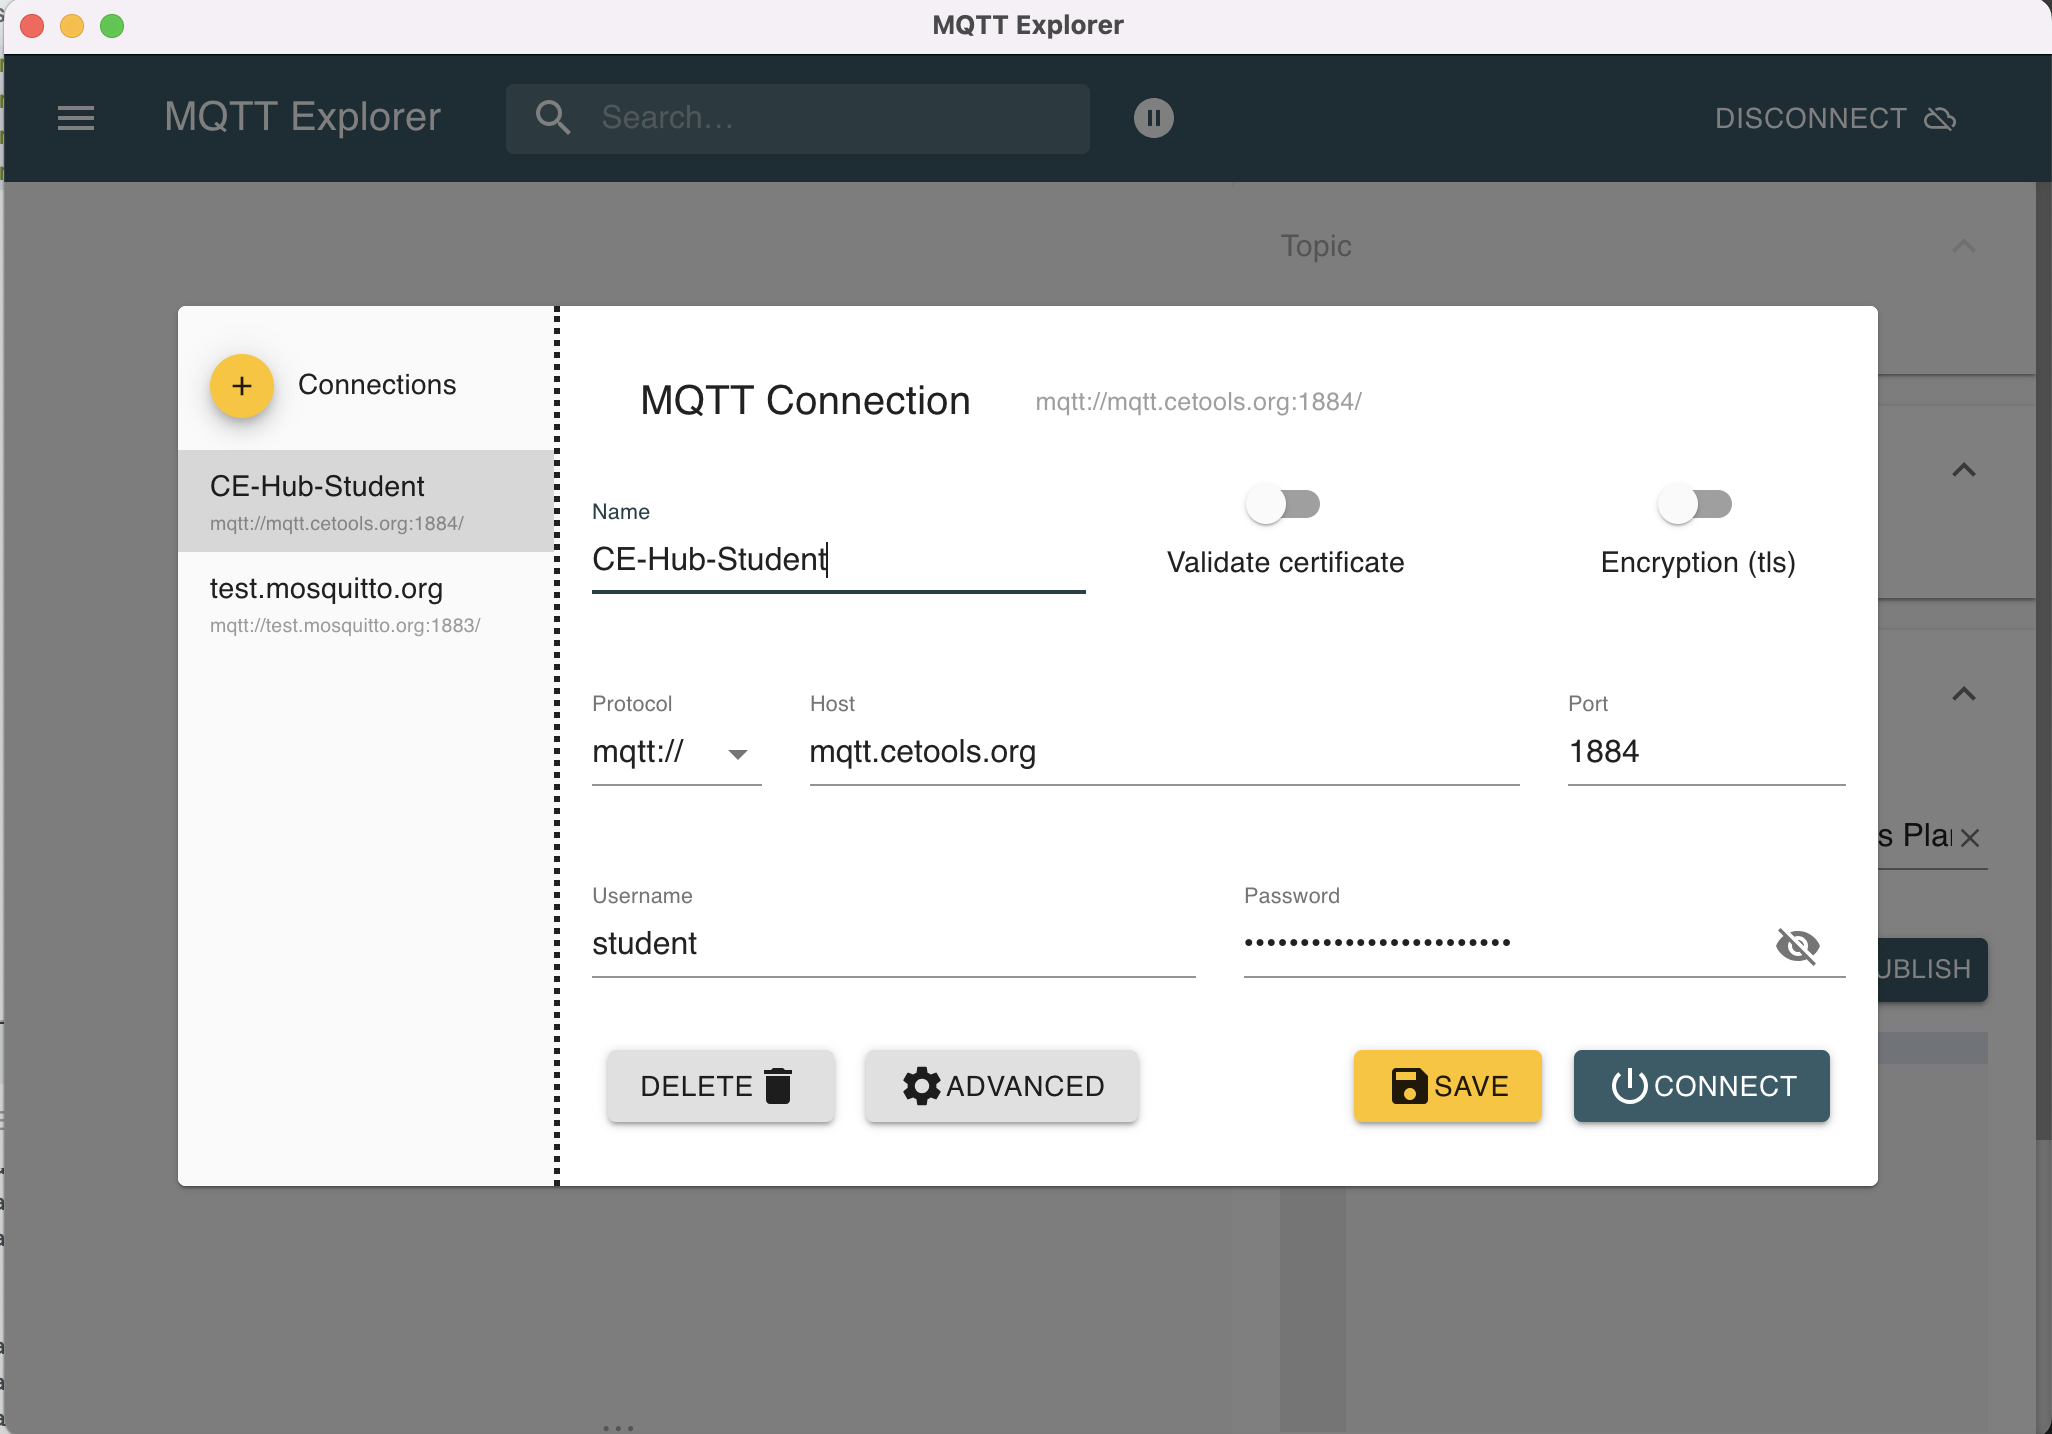 MQTT Explorer
MQTT Explorer
Search...
DISCONNECT
Topic
Connections
CE-Hub-Student
mqtt://mqtt.cetools.org:1884/
test.mosquitto.org
mqtt://test.mosquitto.org:1883/
MQTT Connection mqtt://mqtt.cetools.org:1884/
Name
CE-Hub-Student
Validate certificate
Encryption (tls)
Protocol Host Port
mqtt:// mqtt.cetools.org 1884
s Pla
Username Password
student ••••••••••••••••••••••••
UBLISH
DELETE ADVANCED SAVE CONNECT